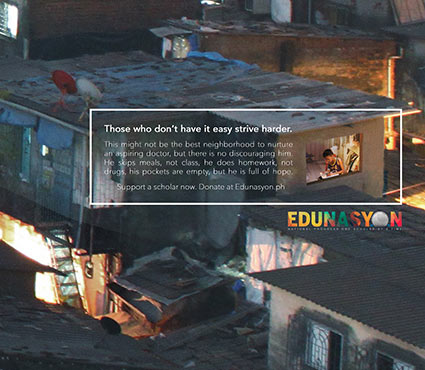 Those who don't have it easy strive harder.
This might not be the best neighborhood to nurture
an aspiring doctor, but there is no discouraging him.
He skips meals, not class, he does homework, not
drugs, his pockets are empty, but he is full of hope.
Support a scholar now. Donate at Edunasyon.ph
EDUNASYON